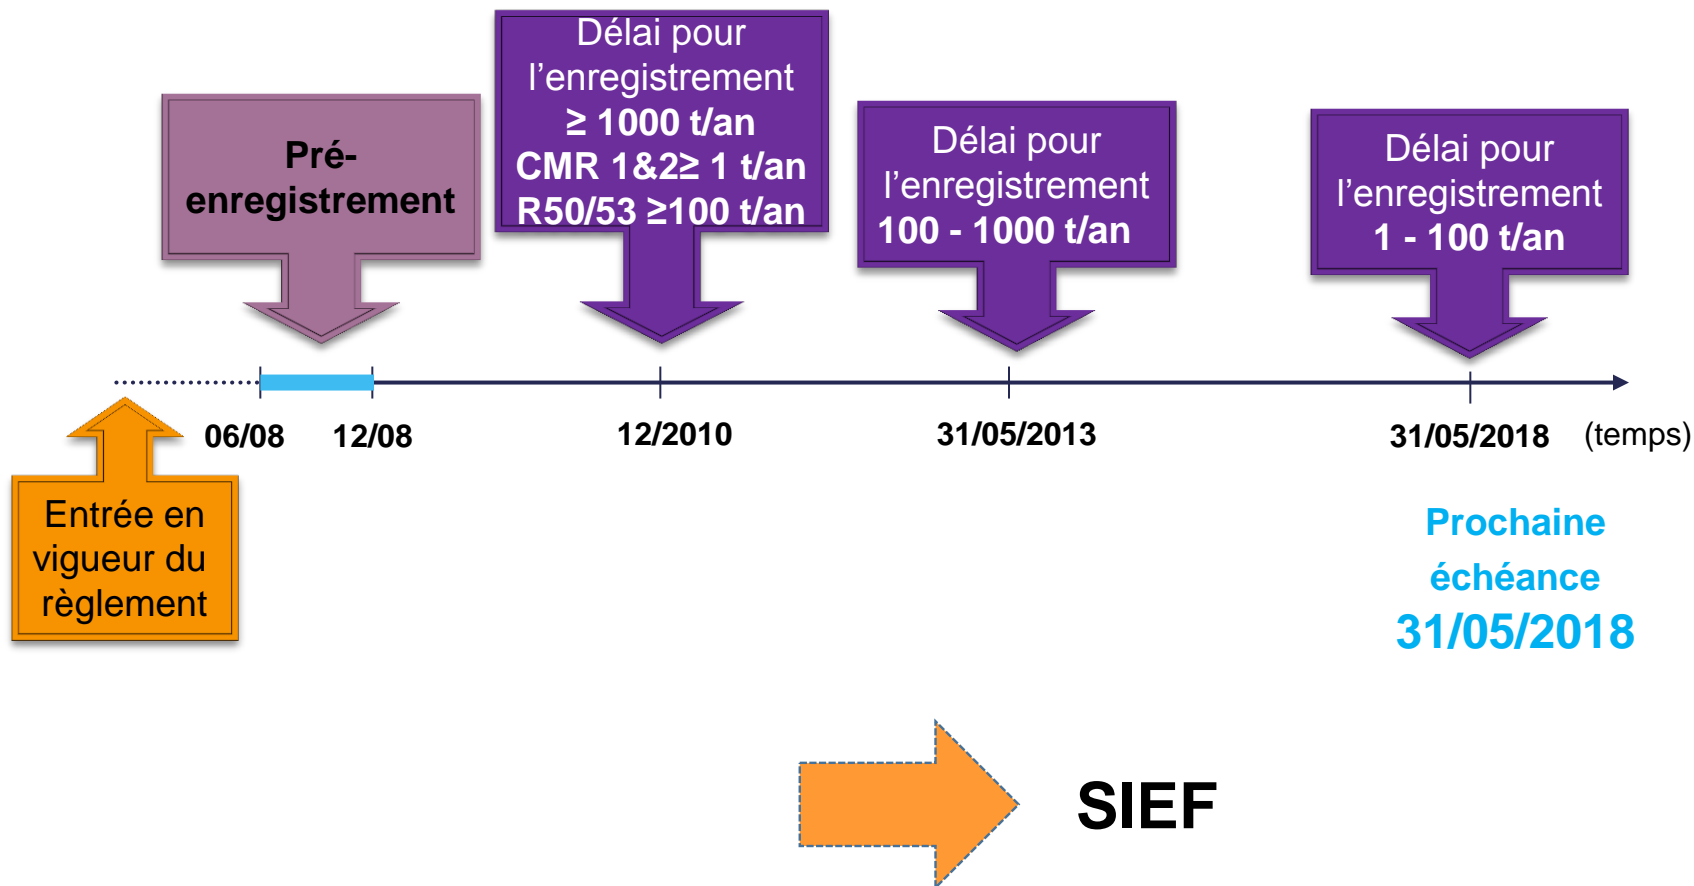 Pré-
enregistrement
Délai pour
l’enregistrement
≥ 1000 t/an
CMR 1&2≥ 1 t/an
R50/53 ≥100 t/an
Délai pour
l’enregistrement
100 - 1000 t/an
Délai pour
l’enregistrement
1 - 100 t/an
06/08
12/08
12/2010
31/05/2013
31/05/2018
(temps)
Entrée en
vigueur du
règlement
Prochaine
échéance
31/05/2018
SIEF